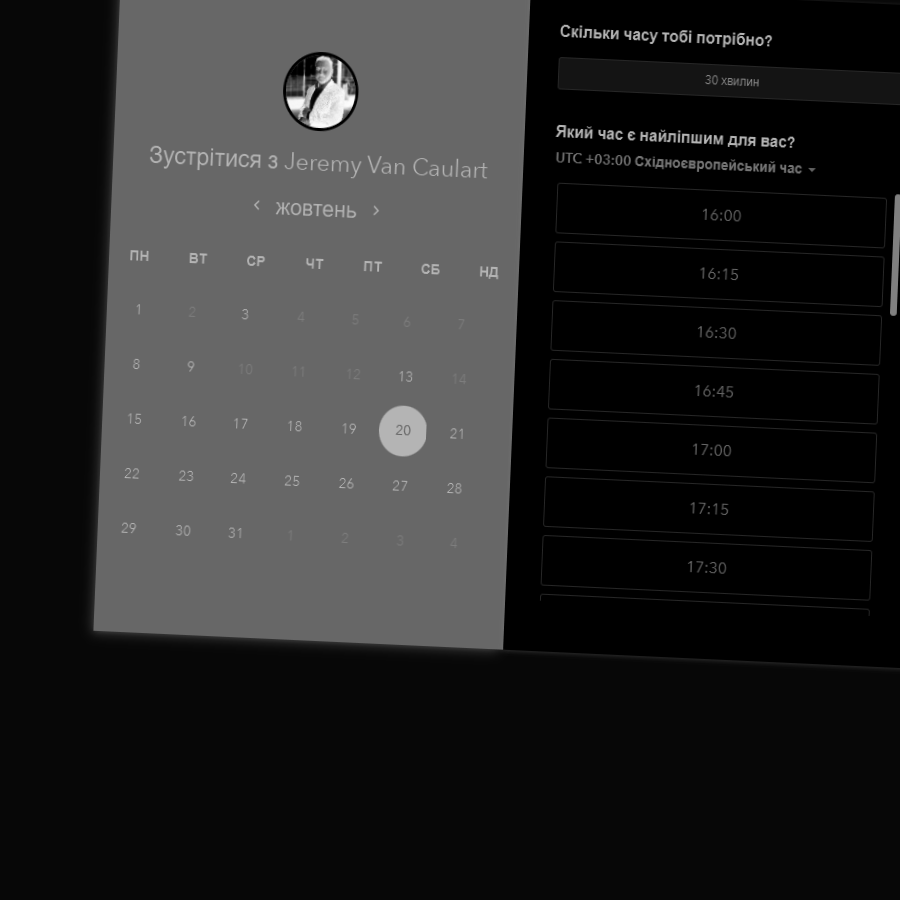 Зустрітися з Jeremy Van Caulart
‹ жовтень ›
ПН ВТ СР ЧТ ПТ СБ НД
1 2 3 4 5 6 7
8 9 10 11 12 13 14
15 16 17 18 19 20 21
22 23 24 25 26 27 28
29 30 31 1 2 3 4
Скільки часу тобі потрібно?
30 хвилин
Який час є найліпшим для вас?
UTC +03:00 Східноєвропейський час
16:00
16:15
16:30
16:45
17:00
17:15
17:30